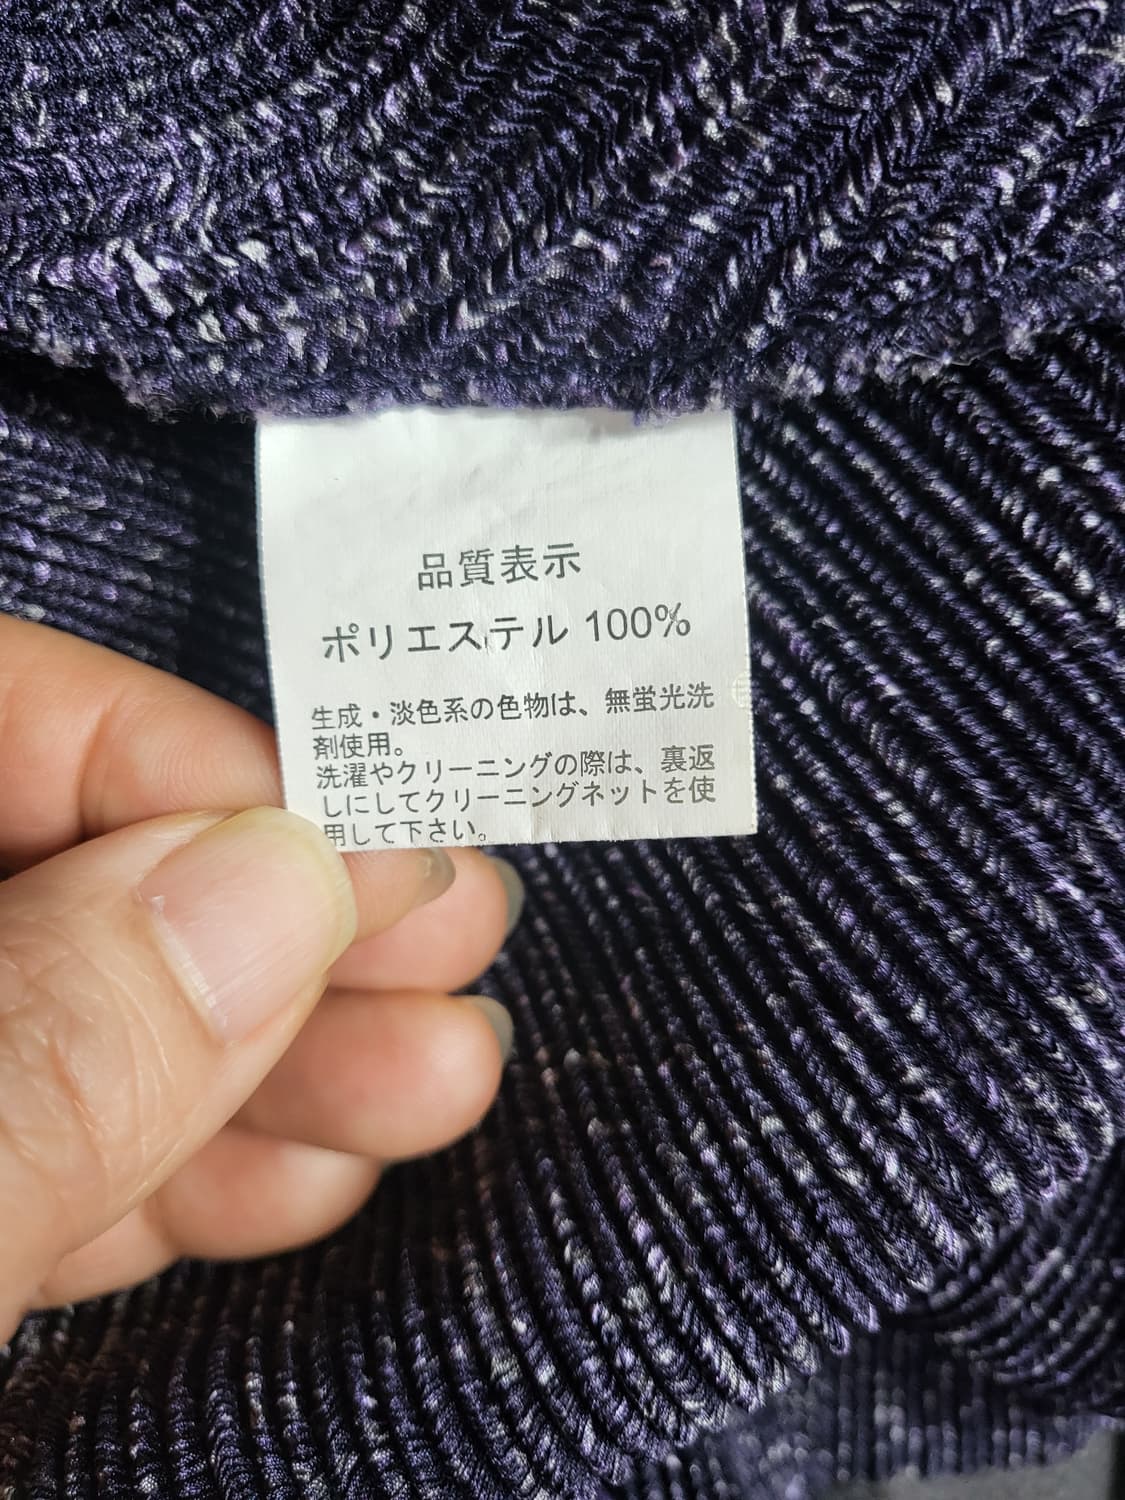 品質表示
ポリエステル 100%
生成・淡色系の色物は、無蛍光洗
剤使用。
洗濯やクリーニングの際は、裏返
しにしてクリーニングネットを使
用して下さい。